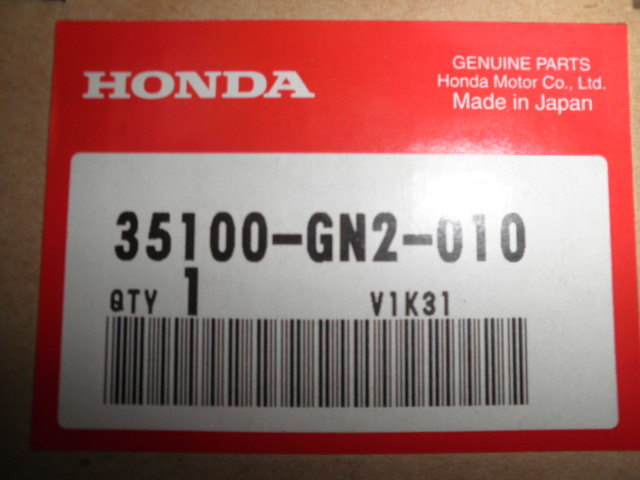 HONDA
GENUINE PARTS
Honda Motor Co., Ltd.
Made in Japan
35100-GN2-010
QTY 1 V1K31